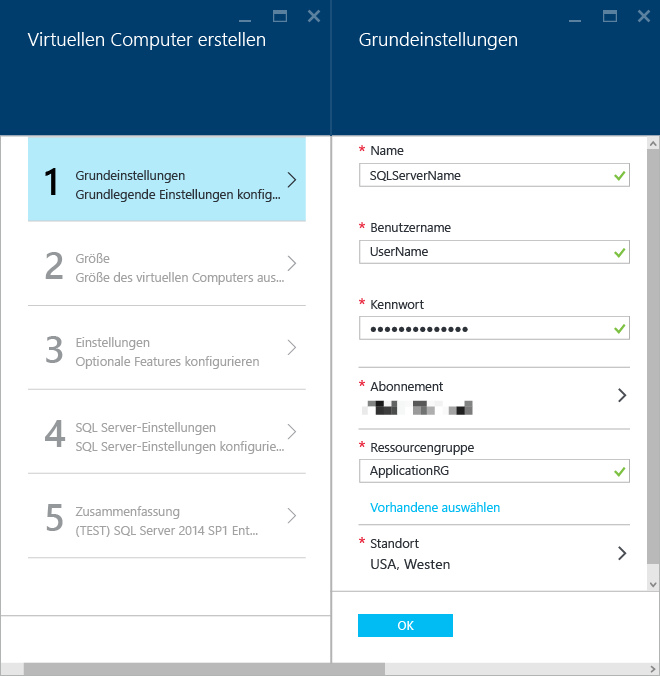 Virtuellen Computer erstellen
1
Grundeinstellungen
Grundlegende Einstellungen konfig...
2
Größe
Größe des virtuellen Computers aus...
3
Einstellungen
Optionale Features konfigurieren
4
SQL Server-Einstellungen
SQL Server-Einstellungen konfigurie...
5
Zusammenfassung
(TEST) SQL Server 2014 SP1 Ent...
Grundeinstellungen
* Name
SQLServerName
* Benutzername
UserName
* Kennwort
●●●●●●●●●●●●●●
* Abonnement
* Ressourcengruppe
ApplicationRG
Vorhandene auswählen
* Standort
USA, Westen
OK